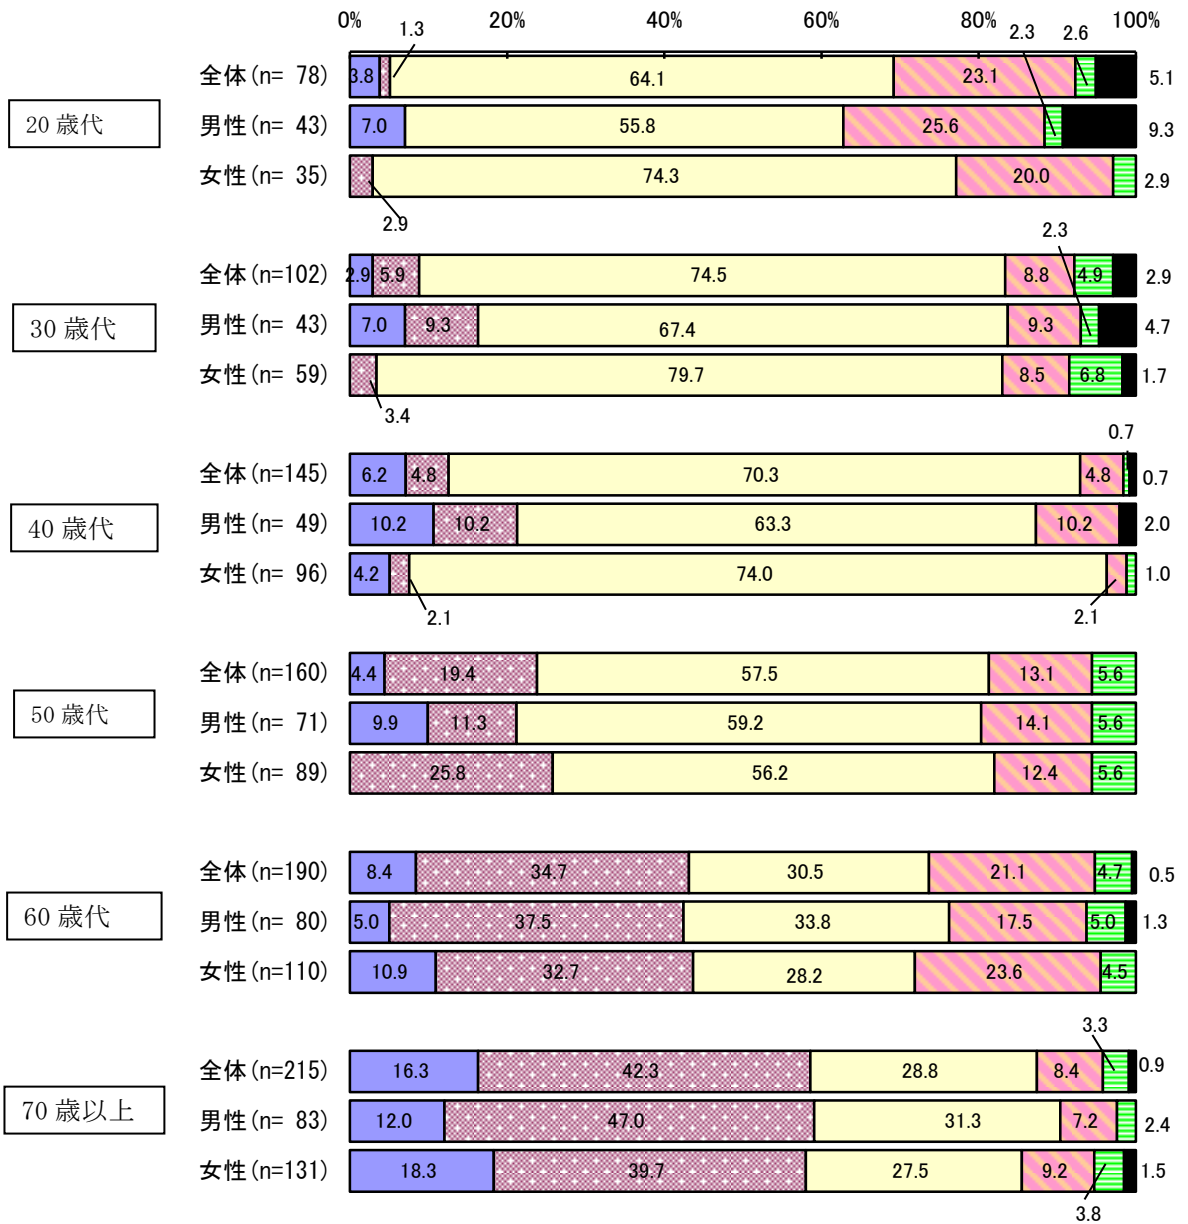 0% 20% 40% 60% 80% 100%
1.3 2.3 2.6
全体(n= 78) 3.8 64.1 23.1 5.1
20 歳代
男性(n= 43) 7.0 55.8 25.6 9.3
女性(n= 35) 74.3 20.0 2.9
2.9
2.3
全体(n=102) 2.9 5.9 74.5 8.8 4.9 2.9
30 歳代
男性(n= 43) 7.0 9.3 67.4 9.3 4.7
女性(n= 59) 79.7 8.5 6.8 1.7
3.4
0.7
全体(n=145) 6.2 4.8 70.3 4.8 0.7
40 歳代
男性(n= 49) 10.2 10.2 63.3 10.2 2.0
女性(n= 96) 4.2 74.0 1.0
2.1 2.1
全体(n=160) 4.4 19.4 57.5 13.1 5.6
50 歳代
男性(n= 71) 9.9 11.3 59.2 14.1 5.6
女性(n= 89) 25.8 56.2 12.4 5.6
全体(n=190) 8.4 34.7 30.5 21.1 4.7 0.5
60 歳代
男性(n= 80) 5.0 37.5 33.8 17.5 5.0 1.3
女性(n=110) 10.9 32.7 28.2 23.6 4.5
3.3
全体(n=215) 16.3 42.3 28.8 8.4 0.9
70 歳以上
男性(n= 83) 12.0 47.0 31.3 7.2 2.4
女性(n=131) 18.3 39.7 27.5 9.2 1.5
3.8